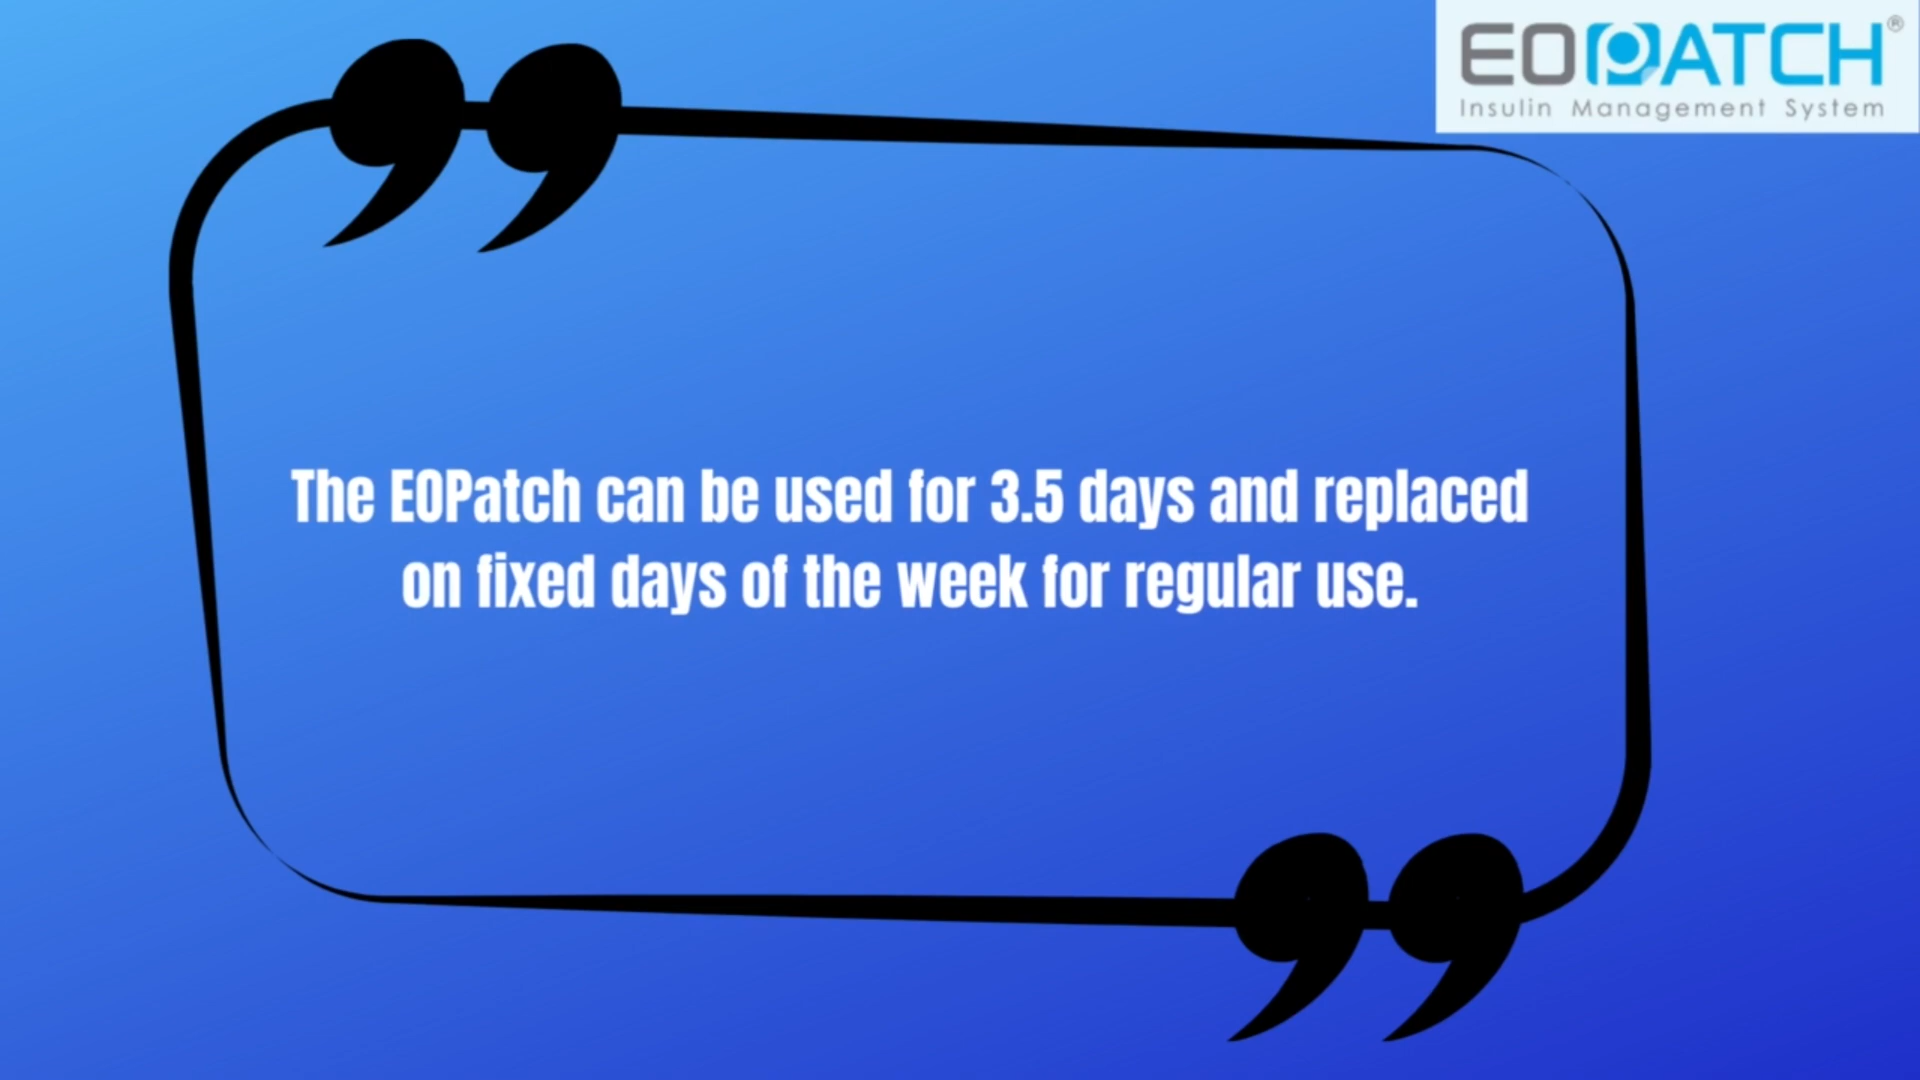 EOPATCH®
Insulin Management System
The EOPatch can be used for 3.5 days and replaced
on fixed days of the week for regular use.